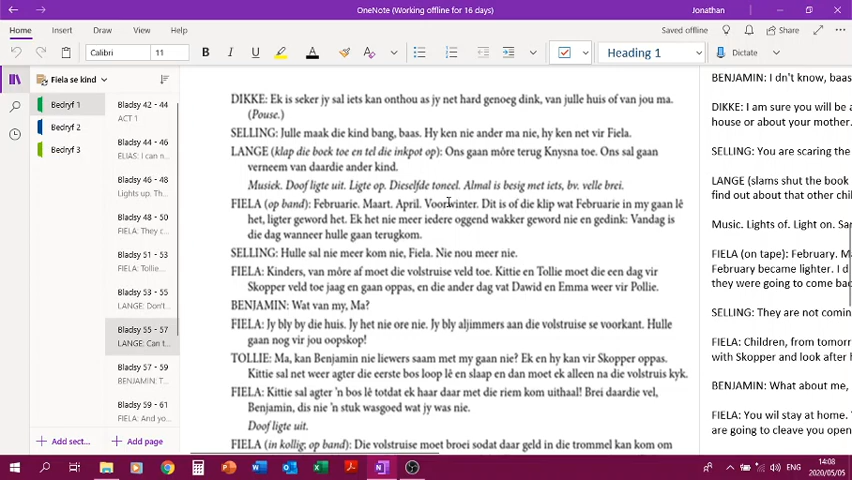 OneNote (Working offline for 16 days)
Jonathan
Home Insert Draw View Help
Saved offline Share
Calibri 11 B I U A Heading 1 Dictate
Fiela se kind
Bedryf 1
Bedryf 2
Bedryf 3
Add sect...
Bladsy 42 - 44
ACT 1
Bladsy 44 - 46
ELIAS: I can n...
Bladsy 46 - 48
Lights up. Th...
Bladsy 48 - 50
FIELA: They c...
Bladsy 51 - 53
FIELA: Tollie...
Bladsy 53 - 55
LANGE: Don't...
Bladsy 55 - 57
LANGE: Can t...
Bladsy 57 - 59
BENJAMIN: T...
Bladsy 59 - 61
FIELA: And yo...
Add page
DIKKE: Ek is seker jy sal iets kan onthou as jy net hard genoeg dink, van julle huis of van jou ma.
(Pouse.)
SELLING: Julle maak die kind bang, baas. Hy ken nie ander ma nie, hy ken net vir Fiela.
LANGE (klap die boek toe en tel die inkpot op): Ons gaan môre terug Knysna toe. Ons sal gaan
verneem van daardie ander kind.
Musiek. Doof ligte uit. Ligte op. Dieselfde toneel. Almal is besig met iets, bv. velle brei.
FIELA (op band): Februarie. Maart. April. Voorwinter. Dit is of die klip wat Februarie in my gaan lê
het, ligter geword het. Ek het nie meer iedere oggend wakker geword nie en gedink: Vandag is
die dag wanneer hulle gaan terugkom.
SELLING: Hulle sal nie meer kom nie, Fiela. Nie nou meer nie.
FIELA: Kinders, van môre af moet die volstruise veld toe. Kittie en Tollie moet die een dag vir
Skopper veld toe jaag en gaan oppas, en die ander dag vat Dawid en Emma weer vir Pollie.
BENJAMIN: Wat van my, Ma?
FIELA: Jy bly by die huis. Jy het nie ore nie. Jy bly aljimmers aan die volstruise se voorkant. Hulle
gaan nog vir jou oopskop!
TOLLIE: Ma, kan Benjamin nie liewers saam met my gaan nie? Ek en hy kan vir Skopper oppas.
Kittie sal net weer agter die eerste bos loop lê en slaap en dan moet ek alleen na die volstruis kyk.
FIELA: Kittie sal agter 'n bos lê totdat ek haar daar met die riem kom uithaal! Brei daardie vel,
Benjamin, dis nie 'n stuk wasgoed wat jy was nie.
Doof ligte uit.
FIELA (in kollig; op band): Die volstruise moet broei sodat daar geld in die trommel kan kom om
BENJAMIN: I dn't know, baas
DIKKE: I am sure you will be a
house or about your mother.
SELLING: You are scaring the
LANGE (slams shut the book
find out about that other chi
Music. Lights of. Light on. Sa
FIELA (on tape): February. M
February became lighter. I d
they were going to come bac
SELLING: They are not comin
FIELA: Children, from tomorr
with Skopper and look after h
BENJAMIN: What about me,
FIELA: You wil stay at home. Y
are going to cleave you open
ENG
14:08
2020/05/05